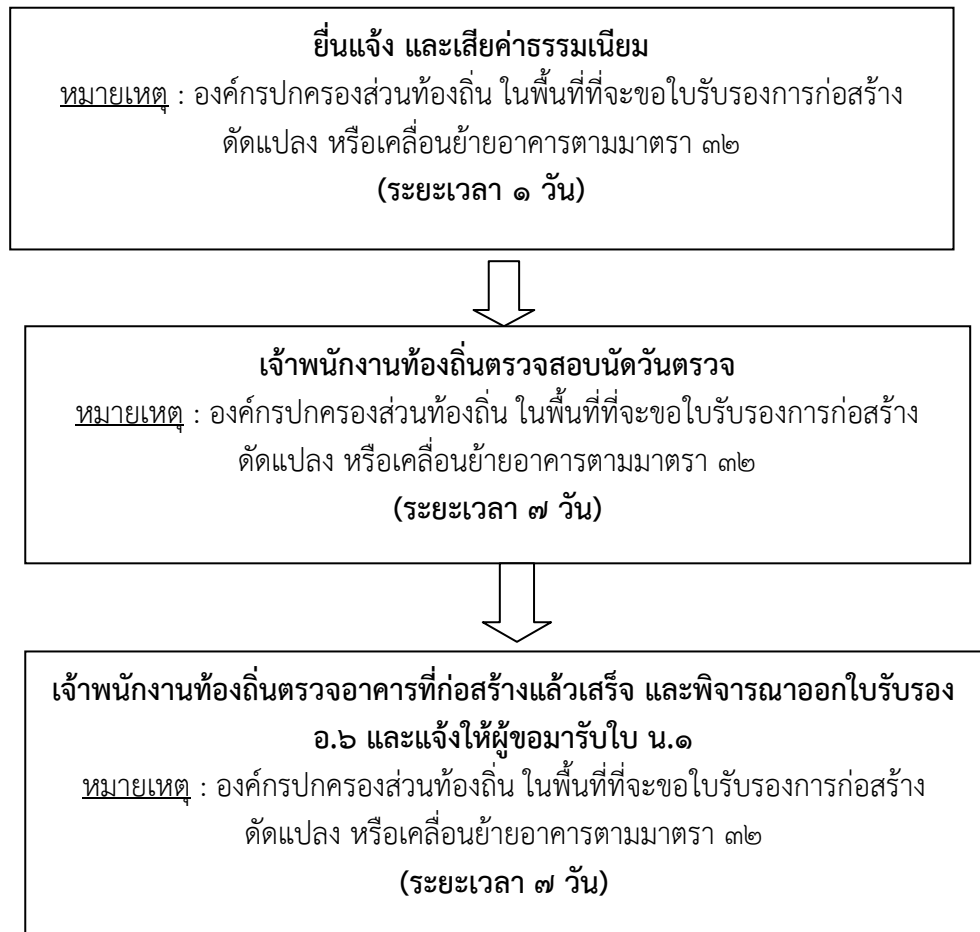 ยื่นแจ้ง และเสียค่าธรรมเนียม
หมายเหตุ : องค์กรปกครองส่วนท้องถิ่น ในพื้นที่ที่จะขอใบรับรองการก่อสร้าง
ดัดแปลง หรือเคลื่อนย้ายอาคารตามมาตรา ๓๒
(ระยะเวลา ๑ วัน)
เจ้าพนักงานท้องถิ่นตรวจสอบนัดวันตรวจ
หมายเหตุ : องค์กรปกครองส่วนท้องถิ่น ในพื้นที่ที่จะขอใบรับรองการก่อสร้าง
ดัดแปลง หรือเคลื่อนย้ายอาคารตามมาตรา ๓๒
(ระยะเวลา ๗ วัน)
เจ้าพนักงานท้องถิ่นตรวจอาคารที่ก่อสร้างแล้วเสร็จ และพิจารณาออกใบรับรอง
อ.๖ และแจ้งให้ผู้ขอมารับใบ น.๑
หมายเหตุ : องค์กรปกครองส่วนท้องถิ่น ในพื้นที่ที่จะขอใบรับรองการก่อสร้าง
ดัดแปลง หรือเคลื่อนย้ายอาคารตามมาตรา ๓๒
(ระยะเวลา ๗ วัน)